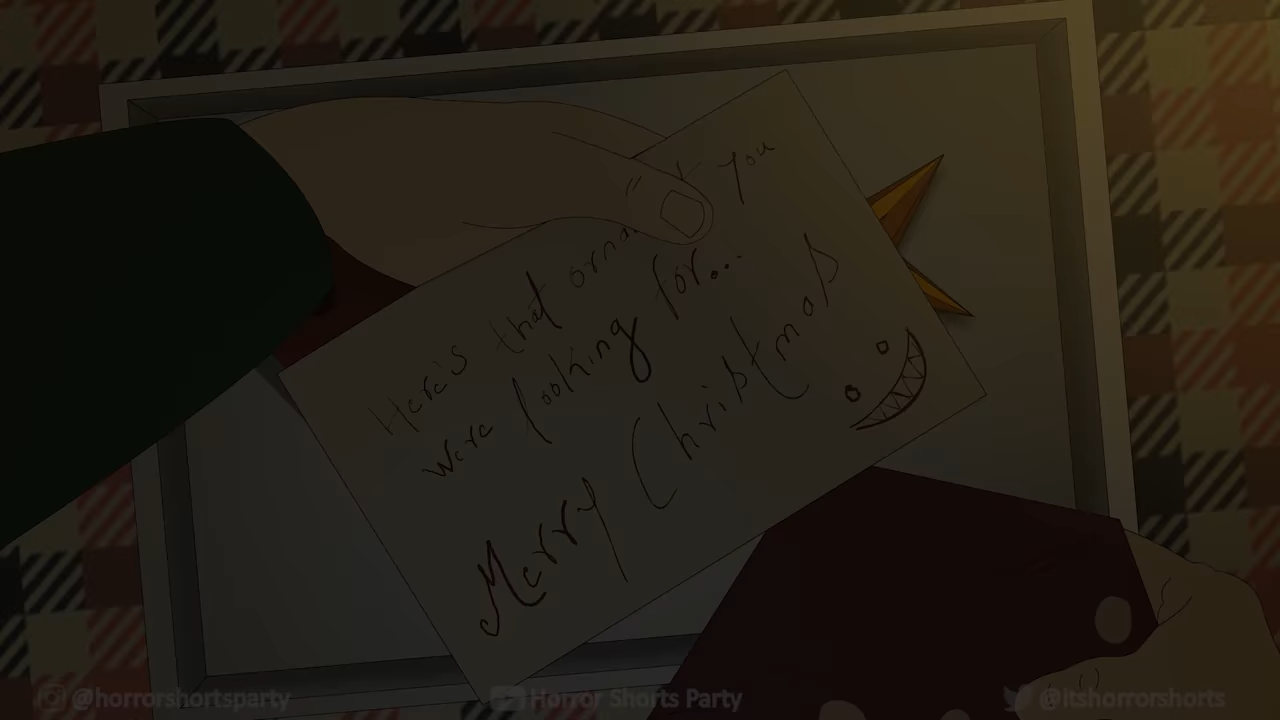 Here's that orna
you
were looking for...
Merry Christmas
@horrorshortsparty
Horror Shorts Party
@itshorrorshorts